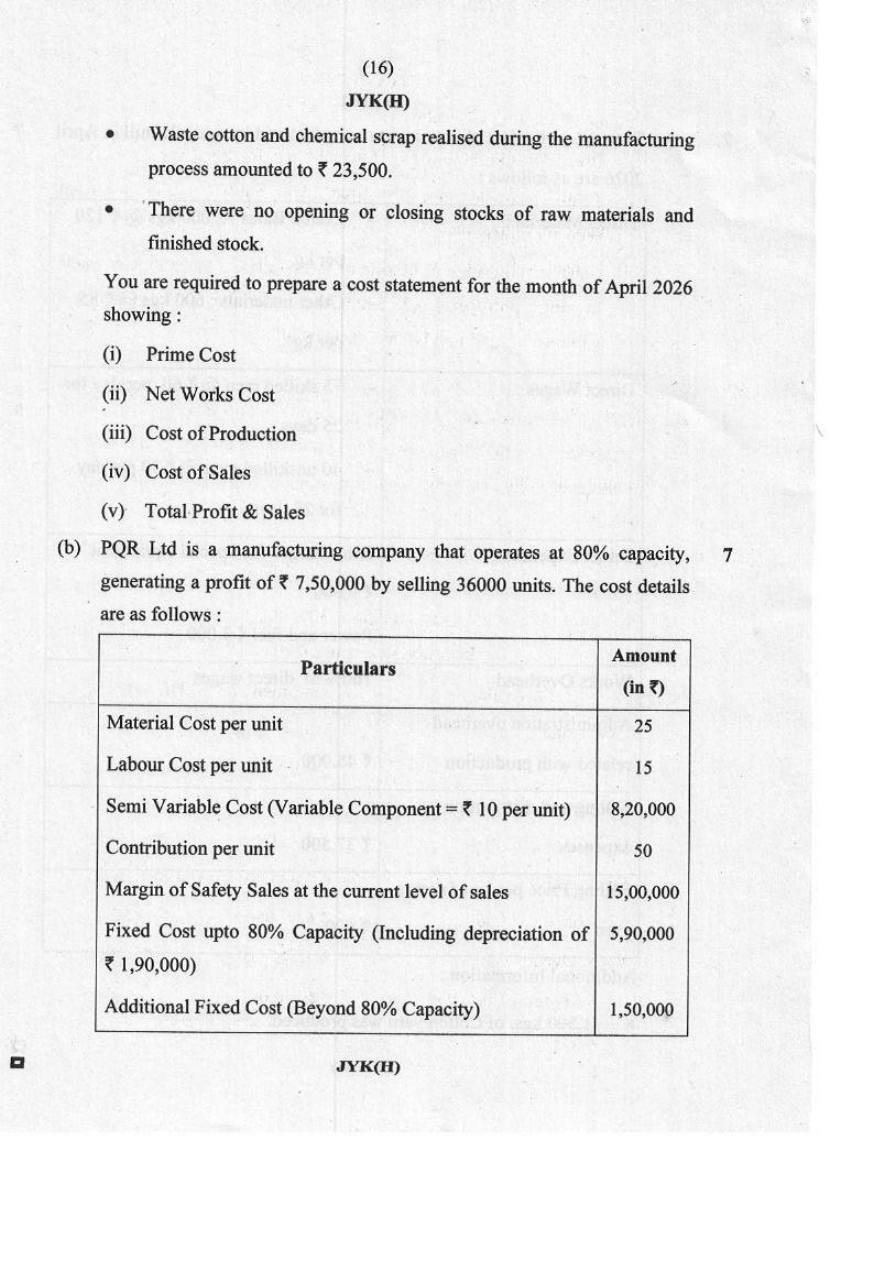 (16)
JYK(H)
• Waste cotton and chemical scrap realised during the manufacturing
process amounted to ₹ 23,500.
• There were no opening or closing stocks of raw materials and
finished stock.
You are required to prepare a cost statement for the month of April 2026
showing :
(i) Prime Cost
(ii) Net Works Cost
(iii) Cost of Production
(iv) Cost of Sales
(v) Total Profit & Sales
(b) PQR Ltd is a manufacturing company that operates at 80% capacity, 7
generating a profit of ₹ 7,50,000 by selling 36000 units. The cost details
are as follows :
Particulars Amount
(in ₹)
Material Cost per unit 25
Labour Cost per unit 15
Semi Variable Cost (Variable Component = ₹ 10 per unit) 8,20,000
Contribution per unit 50
Margin of Safety Sales at the current level of sales 15,00,000
Fixed Cost upto 80% Capacity (Including depreciation of 5,90,000
₹ 1,90,000)
Additional Fixed Cost (Beyond 80% Capacity) 1,50,000
JYK(H)